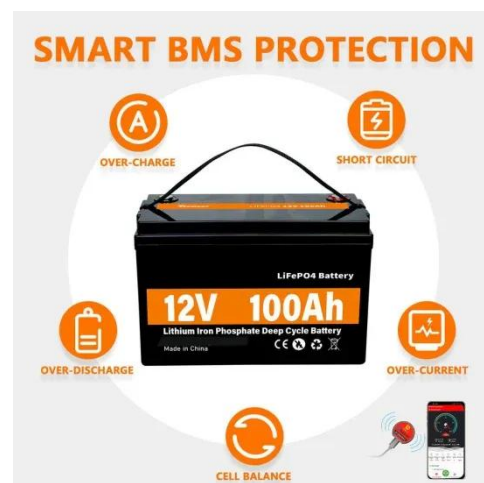 SMART BMS PROTECTION
OVER-CHARGE
SHORT CIRCUIT
LiFePO4 Battery
12V 100Ah
Lithium Iron Phosphate Deep Cycle Battery
Made in China
CE
OVER-DISCHARGE
OVER-CURRENT
CELL BALANCE